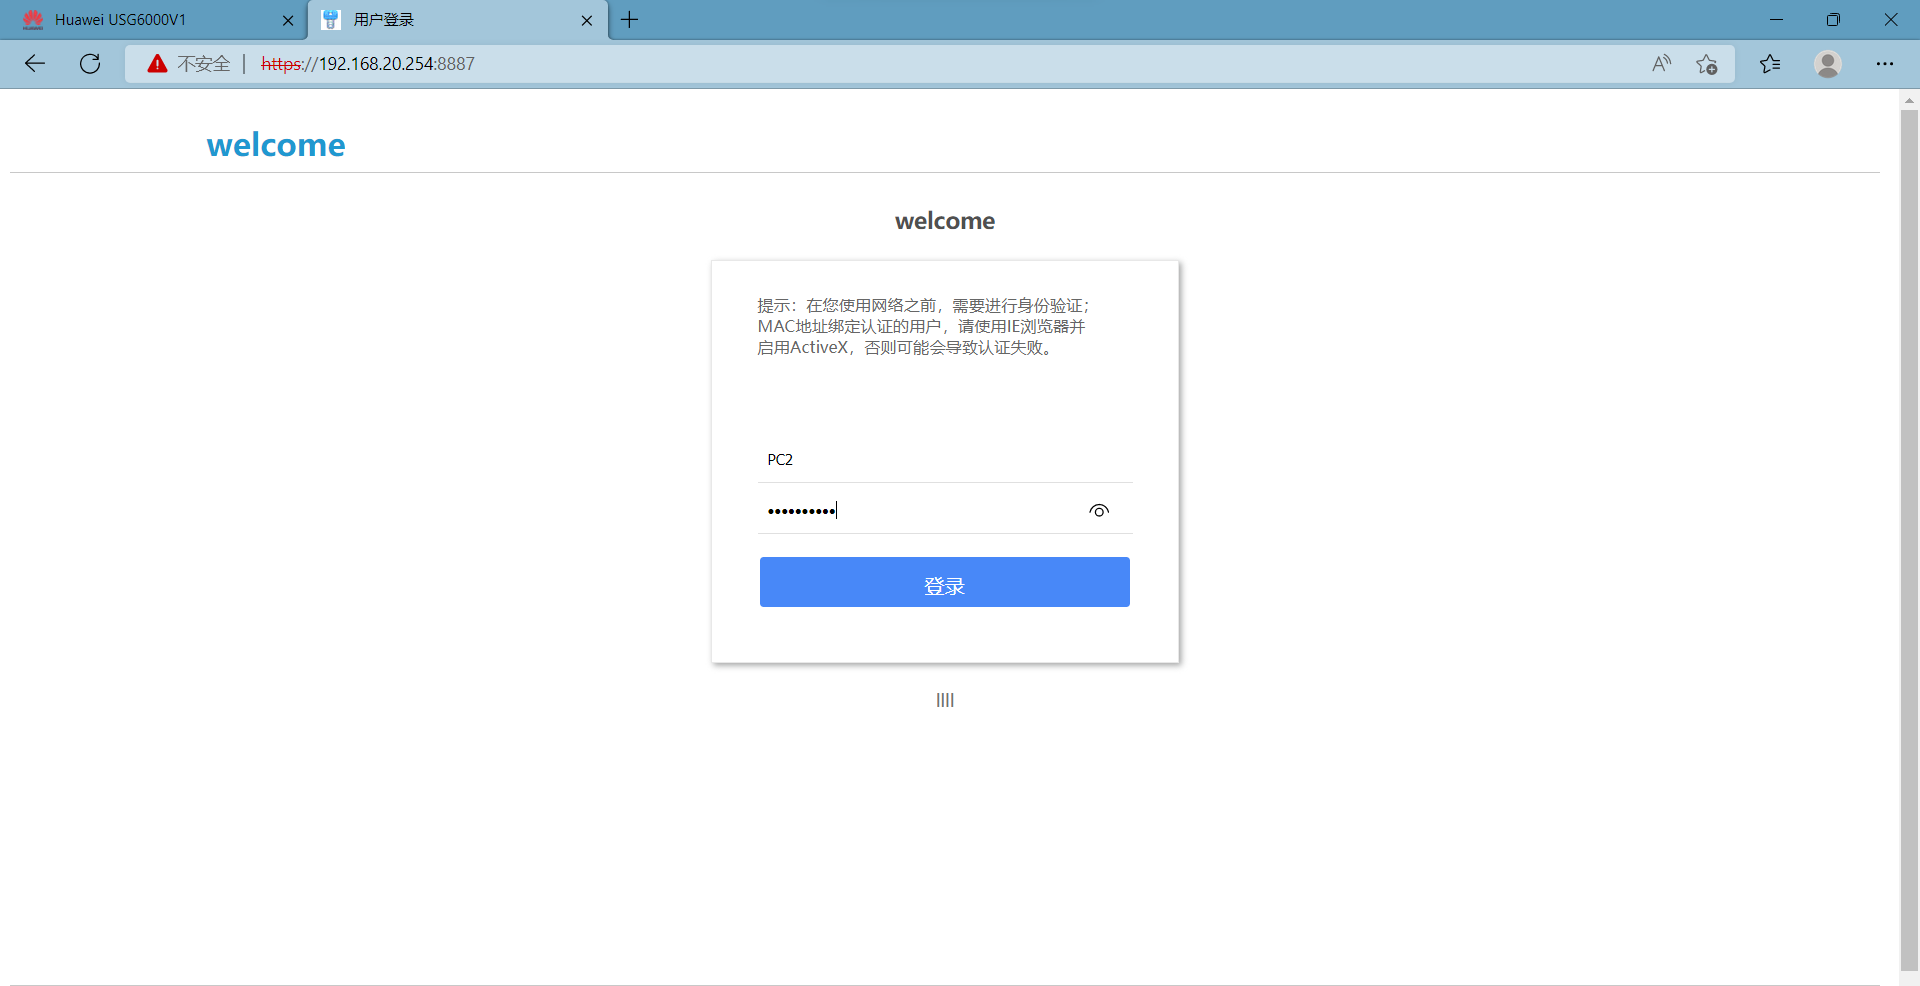 Huawei USG6000V1
用户登录
不安全
https://192.168.20.254:8887
welcome
welcome
提示：在您使用网络之前，需要进行身份验证；
MAC地址绑定认证的用户，请使用IE浏览器并
启用ActiveX，否则可能会导致认证失败。
PC2
••••••••••
登录
||||